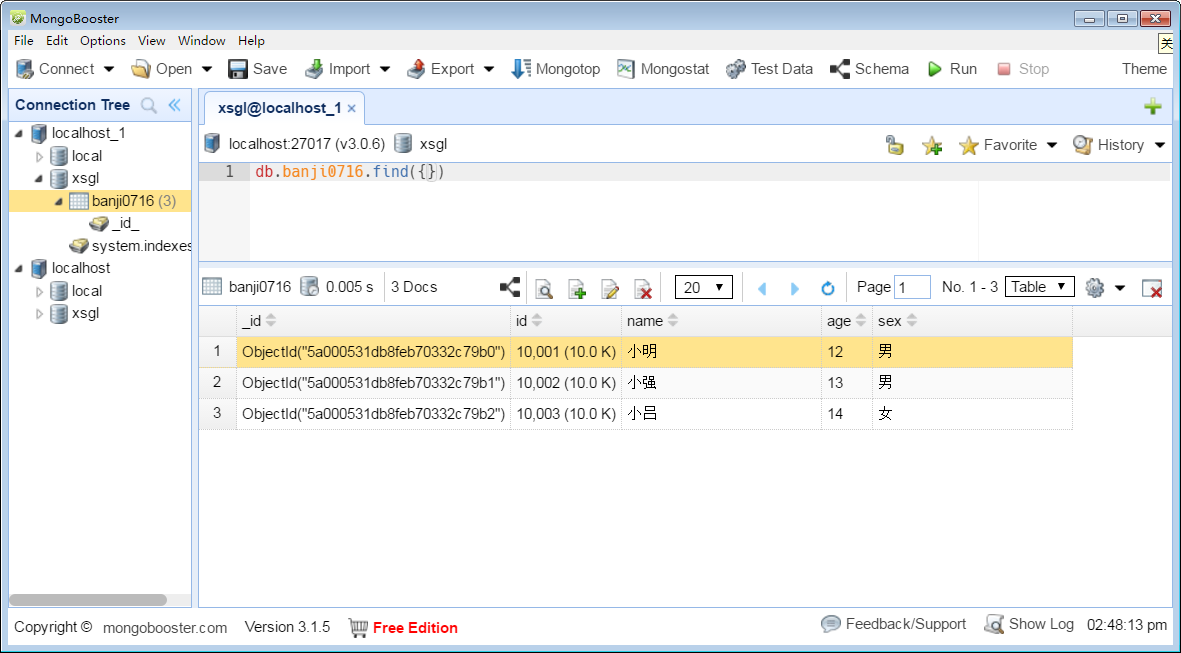 MongoBooster
File Edit Options View Window Help
关
Connect Open Save Import Export Mongotop Mongostat Test Data Schema Run Stop Theme
Connection Tree
xsgl@localhost_1 ×
localhost_1
local
xsgl
banji0716 (3)
_id_
system.indexes
localhost
local
xsgl
localhost:27017 (v3.0.6) xsgl Favorite History
1 db.banji0716.find({})
banji0716 0.005 s 3 Docs 20 Page 1 No. 1 - 3 Table
_id id name age sex
1 ObjectId("5a000531db8feb70332c79b0") 10,001 (10.0 K) 小明 12 男
2 ObjectId("5a000531db8feb70332c79b1") 10,002 (10.0 K) 小强 13 男
3 ObjectId("5a000531db8feb70332c79b2") 10,003 (10.0 K) 小吕 14 女
Copyright © mongobooster.com Version 3.1.5 Free Edition Feedback/Support Show Log 02:48:13 pm